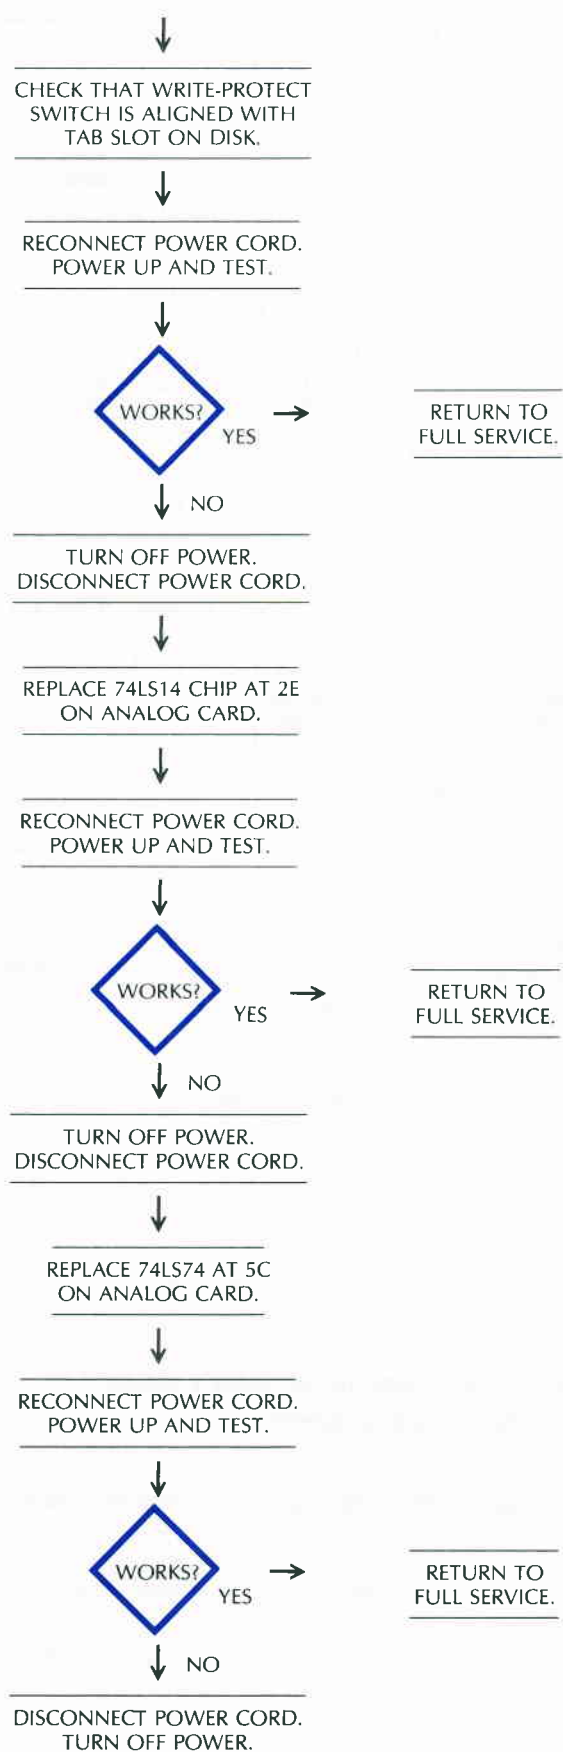 CHECK THAT WRITE-PROTECT
SWITCH IS ALIGNED WITH
TAB SLOT ON DISK.
RECONNECT POWER CORD.
POWER UP AND TEST.
WORKS?
YES
RETURN TO
FULL SERVICE.
NO
TURN OFF POWER.
DISCONNECT POWER CORD.
REPLACE 74LS14 CHIP AT 2E
ON ANALOG CARD.
RECONNECT POWER CORD.
POWER UP AND TEST.
WORKS?
YES
RETURN TO
FULL SERVICE.
NO
TURN OFF POWER.
DISCONNECT POWER CORD.
REPLACE 74LS74 AT 5C
ON ANALOG CARD.
RECONNECT POWER CORD.
POWER UP AND TEST.
WORKS?
YES
RETURN TO
FULL SERVICE.
NO
DISCONNECT POWER CORD.
TURN OFF POWER.